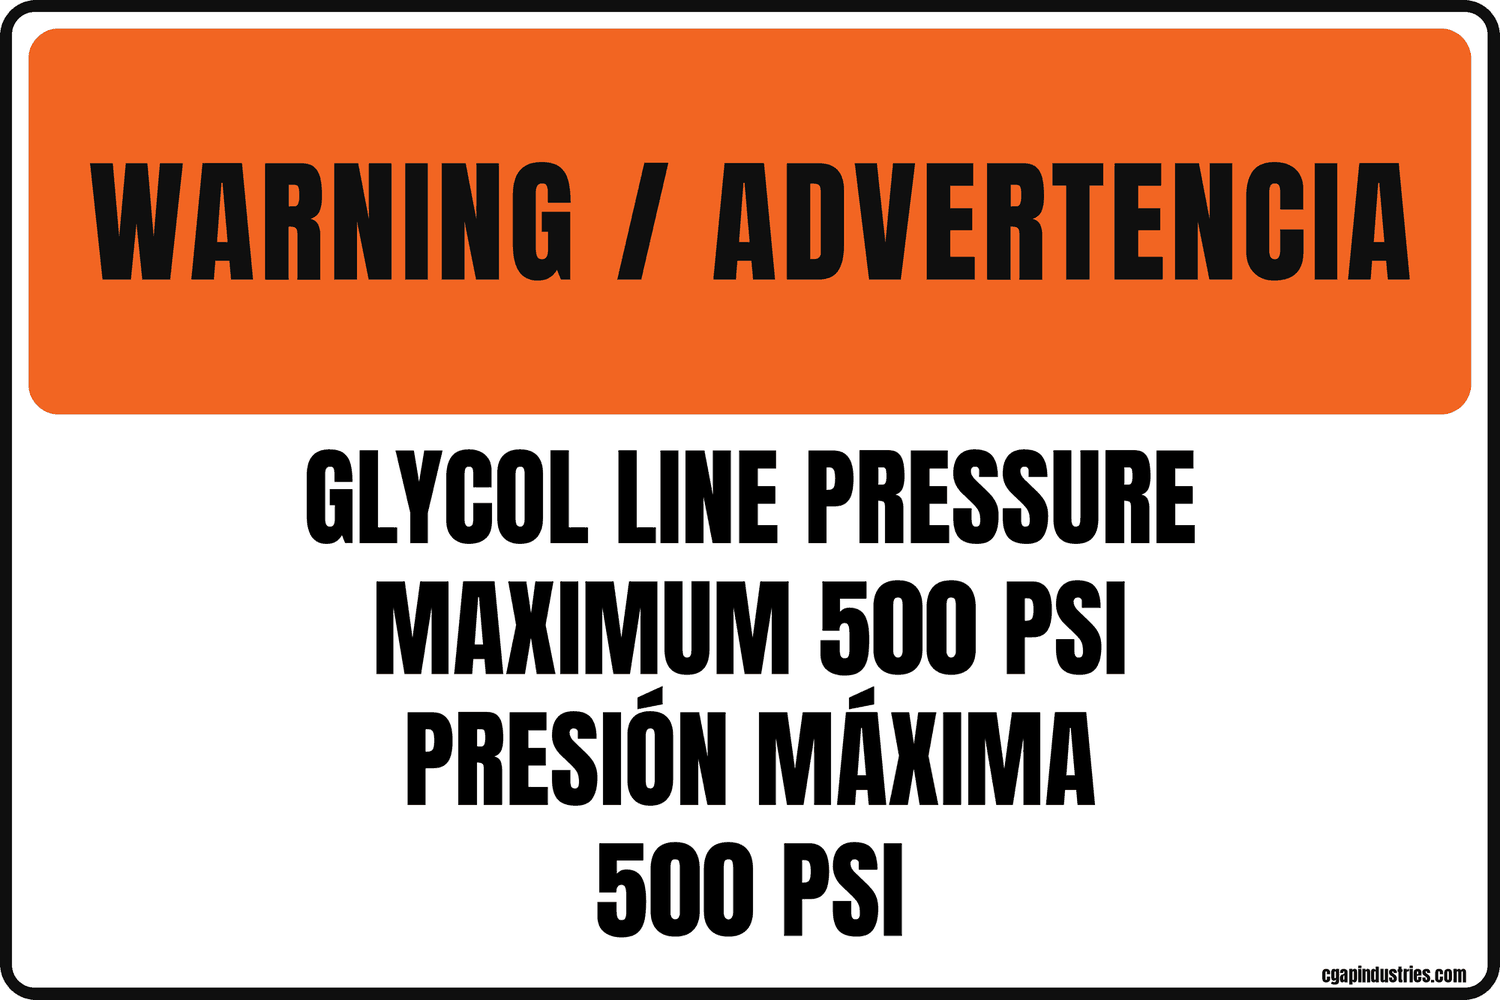 WARNING / ADVERTENCIA
GLYCOL LINE PRESSURE
MAXIMUM 500 PSI
PRESIÓN MÁXIMA
500 PSI
cgapindustries.com